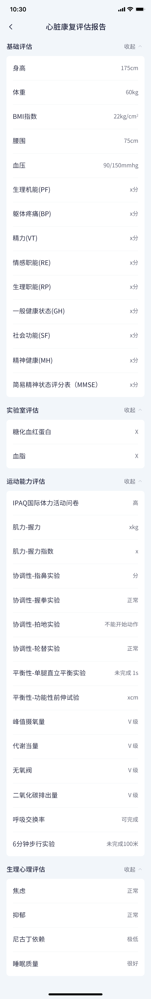 10:30
心脏康复评估报告
基础评估 收起
身高 175cm
体重 60kg
BMI指数 22kg/cm²
腰围 75cm
血压 90/150mmhg
生理机能(PF) x分
躯体疼痛(BP) x分
精力(VT) x分
情感职能(RE) x分
生理职能(RP) x分
一般健康状态(GH) x分
社会功能(SF) x分
精神健康(MH) x分
简易精神状态评分表（MMSE） x分
实验室评估 收起
糖化血红蛋白 X
血脂 X
运动能力评估 收起
IPAQ国际体力活动问卷 高
肌力-握力 xkg
肌力-握力指数 x
协调性-指鼻实验 分
协调性-握拳实验 正常
协调性-拍地实验 不能开始动作
协调性-轮替实验 正常
平衡性-单腿直立平衡实验 未完成 1s
平衡性-功能性前伸试验 xcm
峰值摄氧量 V 级
代谢当量 V 级
无氧阀 V 级
二氧化碳排出量 V 级
呼吸交换率 可完成
6分钟步行实验 未完成100米
生理心理评估 收起
焦虑 正常
抑郁 正常
尼古丁依赖 极低
睡眠质量 很好